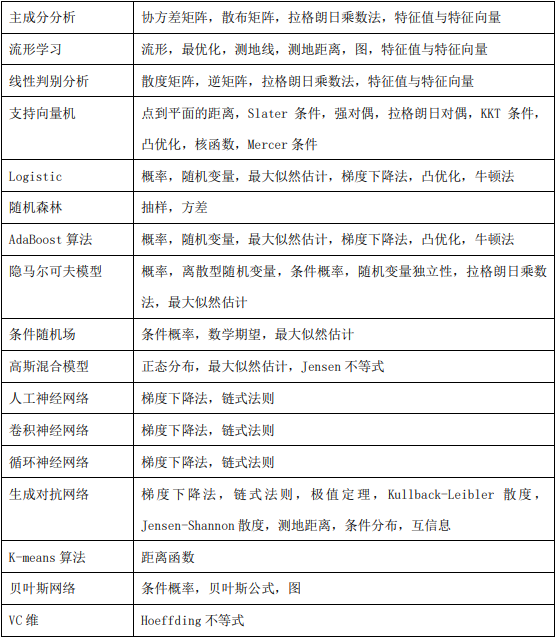 主成分分析 协方差矩阵，散布矩阵，拉格朗日乘数法，特征值与特征向量
流形学习 流形，最优化，测地线，测地距离，图，特征值与特征向量
线性判别分析 散度矩阵，逆矩阵，拉格朗日乘数法，特征值与特征向量
支持向量机 点到平面的距离，Slater 条件，强对偶，拉格朗日对偶，KKT 条件，
凸优化，核函数，Mercer 条件
Logistic 概率，随机变量，最大似然估计，梯度下降法，凸优化，牛顿法
随机森林 抽样，方差
AdaBoost 算法 概率，随机变量，最大似然估计，梯度下降法，凸优化，牛顿法
隐马尔可夫模型 概率，离散型随机变量，条件概率，随机变量独立性，拉格朗日乘数
法，最大似然估计
条件随机场 条件概率，数学期望，最大似然估计
高斯混合模型 正态分布，最大似然估计，Jensen 不等式
人工神经网络 梯度下降法，链式法则
卷积神经网络 梯度下降法，链式法则
循环神经网络 梯度下降法，链式法则
生成对抗网络 梯度下降法，链式法则，极值定理，Kullback-Leibler 散度，
Jensen-Shannon 散度，测地距离，条件分布，互信息
K-means 算法 距离函数
贝叶斯网络 条件概率，贝叶斯公式，图
VC 维 Hoeffding 不等式